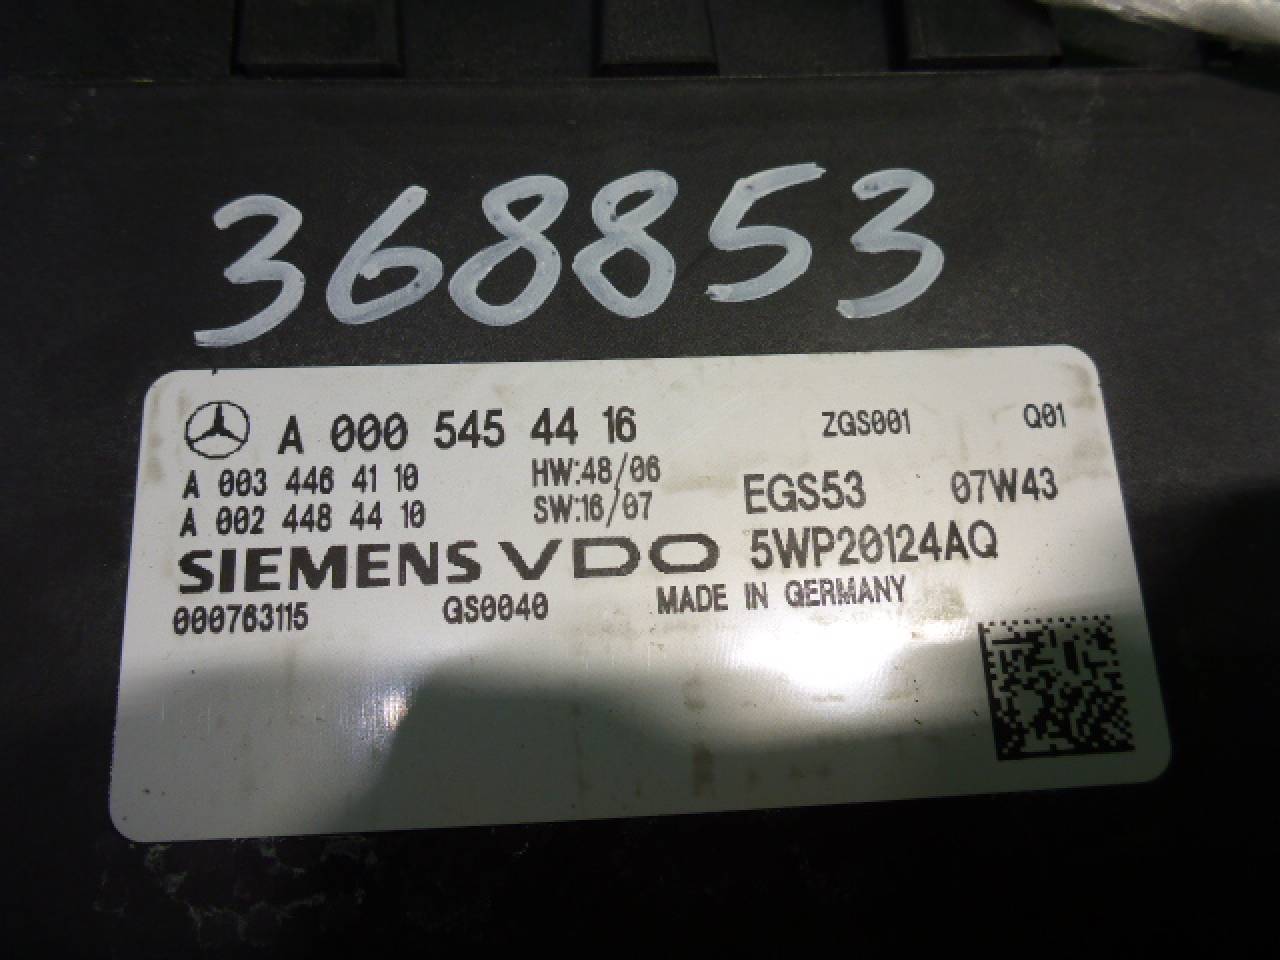 368853
A 000 545 44 16 ZGS001 Q01
A 003 446 41 10 HW:48/06 EGS53 07W43
A 002 448 44 10 SW:16/07
SIEMENS VDO 5WP20124AQ
000763115 GS0040 MADE IN GERMANY